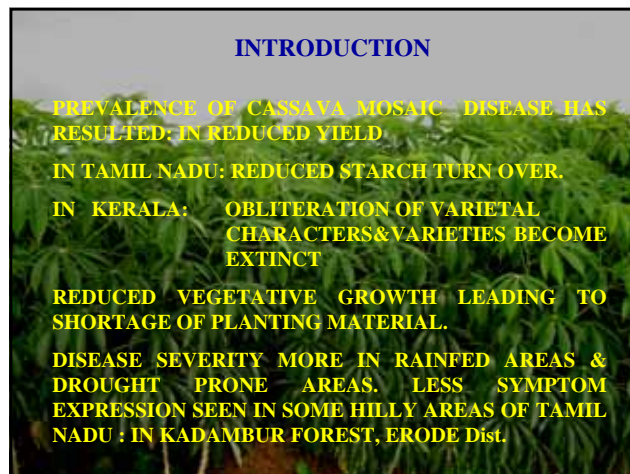 INTRODUCTION
PREVALENCE OF CASSAVA MOSAIC DISEASE HAS
RESULTED: IN REDUCED YIELD
IN TAMIL NADU: REDUCED STARCH TURN OVER.
IN KERALA: OBLITERATION OF VARIETAL
CHARACTERS&VARIETIES BECOME
EXTINCT
REDUCED VEGETATIVE GROWTH LEADING TO
SHORTAGE OF PLANTING MATERIAL.
DISEASE SEVERITY MORE IN RAINFED AREAS &
DROUGHT PRONE AREAS. LESS SYMPTOM
EXPRESSION SEEN IN SOME HILLY AREAS OF TAMIL
NADU : IN KADAMBUR FOREST, ERODE Dist.